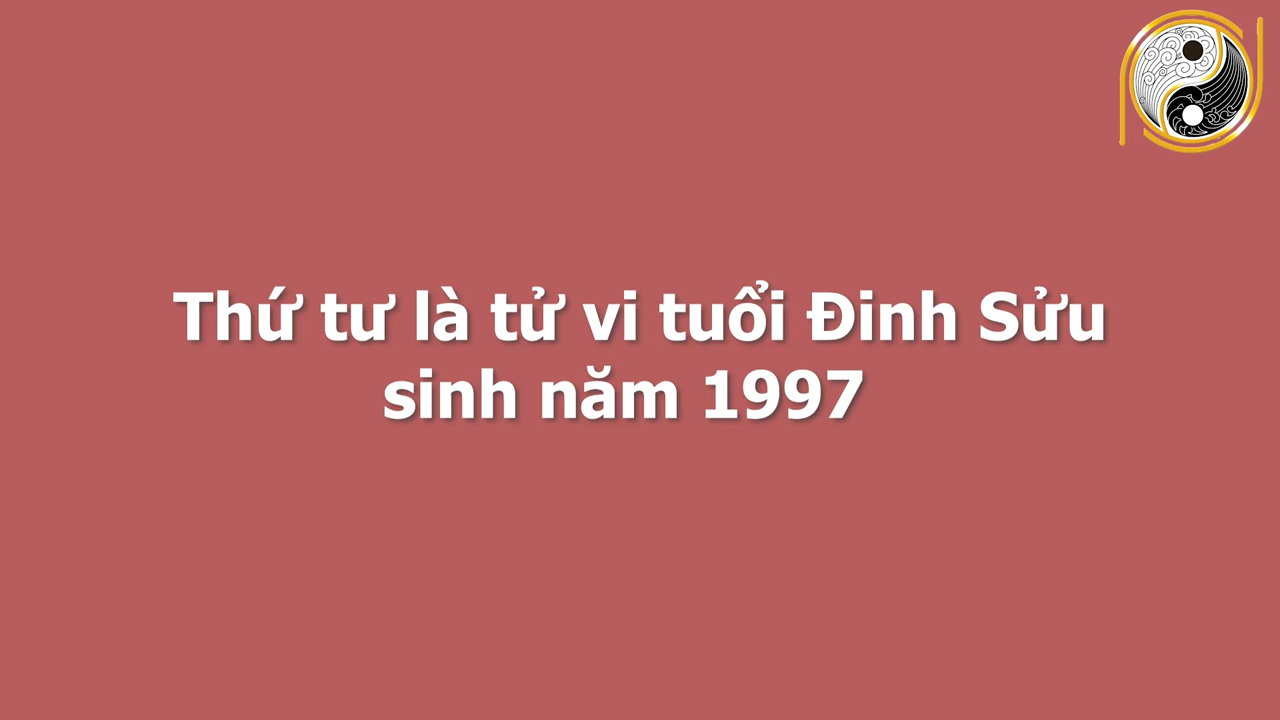 Thứ tư là tử vi tuổi Đinh Sửu
sinh năm 1997